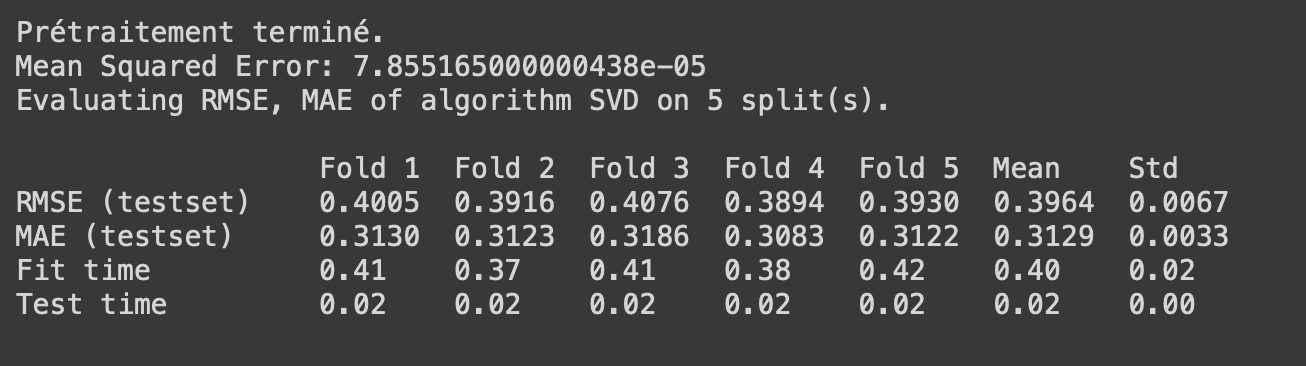 Prétraitement terminé.
Mean Squared Error: 7.855165000000438e-05
Evaluating RMSE, MAE of algorithm SVD on 5 split(s).
Fold 1 Fold 2 Fold 3 Fold 4 Fold 5 Mean Std
RMSE (testset) 0.4005 0.3916 0.4076 0.3894 0.3930 0.3964 0.0067
MAE (testset) 0.3130 0.3123 0.3186 0.3083 0.3122 0.3129 0.0033
Fit time 0.41 0.37 0.41 0.38 0.42 0.40 0.02
Test time 0.02 0.02 0.02 0.02 0.02 0.02 0.00